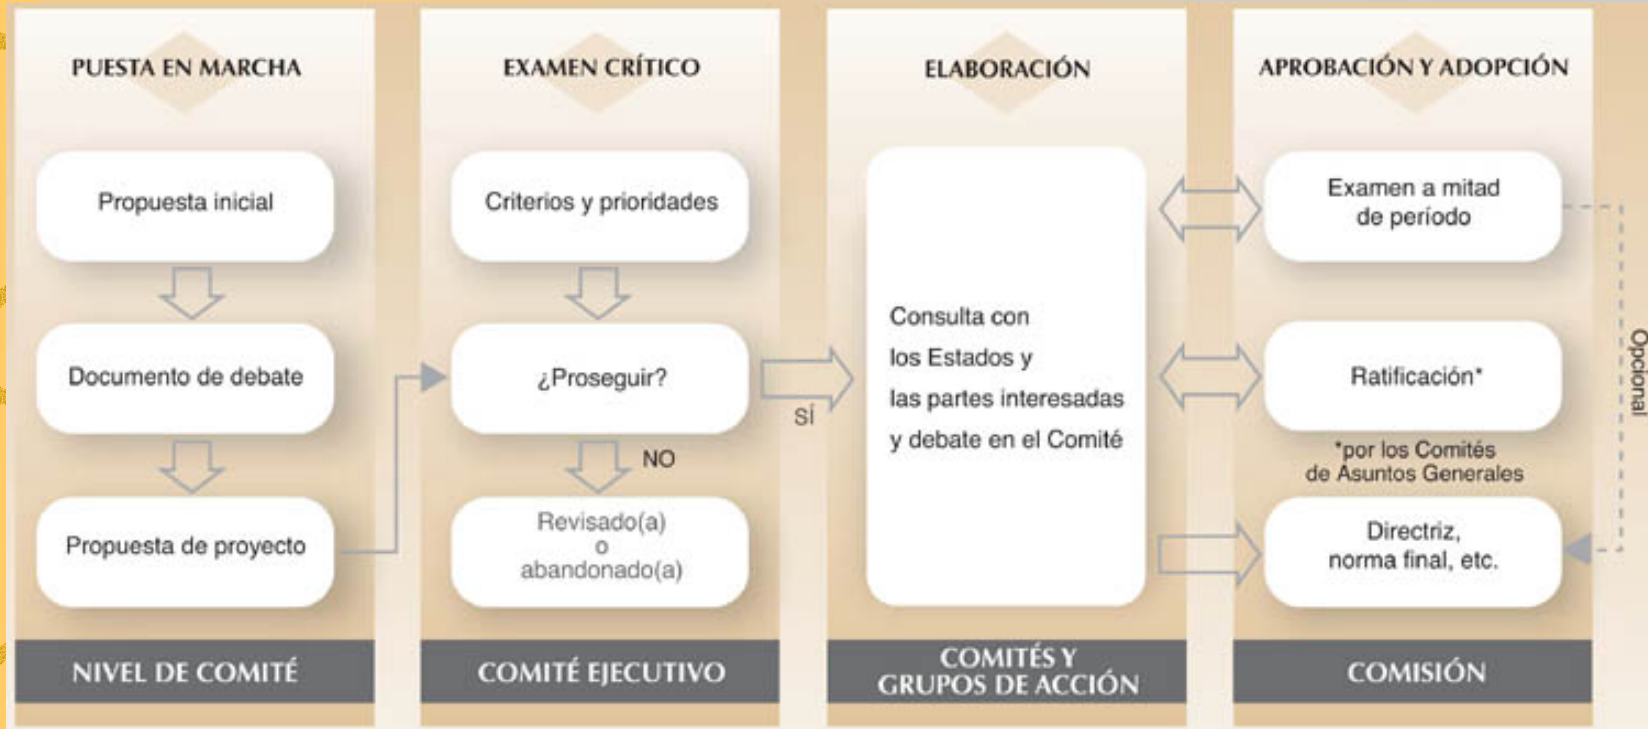 PUESTA EN MARCHA
Propuesta inicial
Documento de debate
Propuesta de proyecto
NIVEL DE COMITÉ
EXAMEN CRÍTICO
Criterios y prioridades
¿Proseguir?
SÍ
NO
Revisado(a)
o
abandonado(a)
COMITÉ EJECUTIVO
ELABORACIÓN
Consulta con
los Estados y
las partes interesadas
y debate en el Comité
COMITÉS Y
GRUPOS DE ACCIÓN
APROBACIÓN Y ADOPCIÓN
Examen a mitad
de período
Ratificación*
*por los Comités
de Asuntos Generales
Directriz,
norma final, etc.
Opcional
COMISIÓN